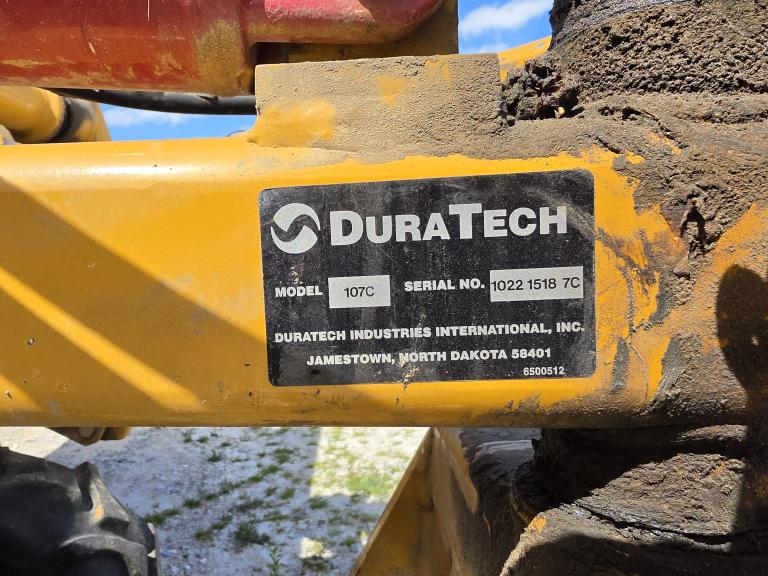 DURATECH
MODEL 107C SERIAL NO. 1022 1518 7C
DURATECH INDUSTRIES INTERNATIONAL, INC.
JAMESTOWN, NORTH DAKOTA 58401
6500512